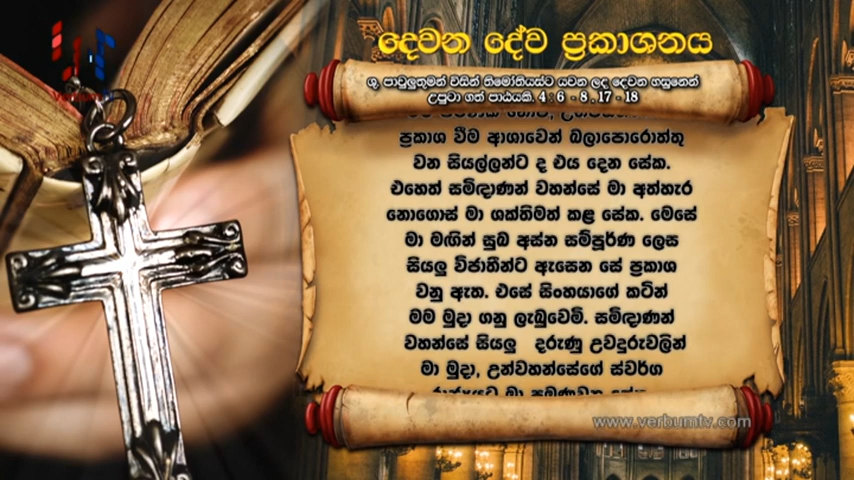 දෙවන දේව ප්‍රකාශනය
ශු. පාවුලුතුමන් විසින් තිමෝතියස්ට යවන ලද දෙවන හසුනෙන්
උපුටා ගත් පාඨයකි. 4 : 6 - 8 , 17 - 18
ප්‍රකාශ වීම ආශාවෙන් බලාපොරොත්තු
වන සියල්ලන්ට ද එය දෙන සේක.
එහෙත් සමිඳාණන් වහන්සේ මා අත්හැර
නොගොස් මා ශක්තිමත් කළ සේක. මෙසේ
මා මඟින් සුබ අස්න සම්පූර්ණ ලෙස
සියලු විජාතීන්ට ඇසෙන සේ ප්‍රකාශ
වනු ඇත. එසේ සිංහයාගේ කටින්
මම මුදා ගනු ලැබුවෙමි. සමිඳාණන්
වහන්සේ සියලු දරුණු උවදුරුවලින්
මා මුදා, උන්වහන්සේගේ ස්වර්ග
www.verbumtv.com